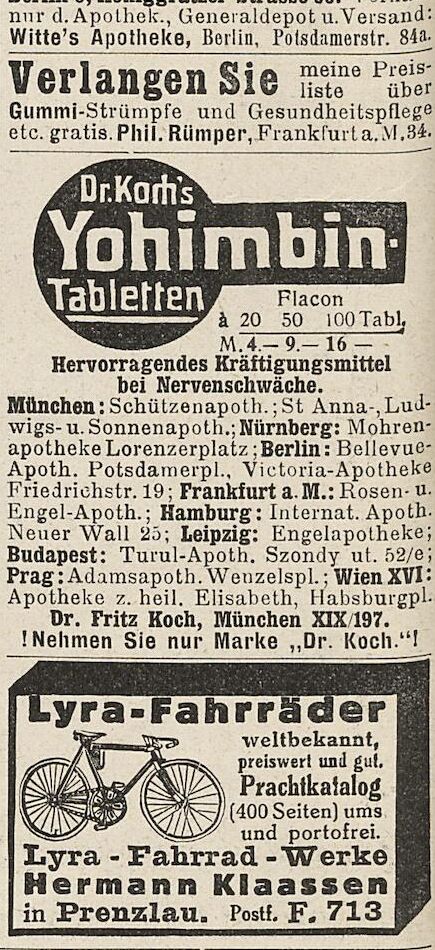 nur d. Apothek., Generaldepot u. Versand:
Witte's Apotheke, Berlin, Potsdamerstr. 84a.
Verlangen Sie meine Preis-
liste über
Gummi-Strümpfe und Gesundheitspflege
etc. gratis. Phil. Rümper, Frankfurt a. M. 34.
Dr. Koch's
Yohimbin-
Tabletten
Flacon
à 20 50 100 Tabl.
M. 4.— 9.— 16 —
Hervorragendes Kräftigungsmittel
bei Nervenschwäche.
München: Schützenapoth.; St Anna-, Lud-
wigs- u. Sonnenapoth.; Nürnberg: Mohren-
apotheke Lorenzerplatz; Berlin: Bellevue-
Apoth. Potsdamerpl., Victoria-Apotheke
Friedrichstr. 19; Frankfurt a. M.: Rosen- u.
Engel-Apoth.; Hamburg: Internat. Apoth.
Neuer Wall 25; Leipzig: Engelapotheke;
Budapest: Turul-Apoth. Szondy ut. 52/e;
Prag: Adamsapoth. Wenzelspl.; Wien XVI:
Apotheke z. heil. Elisabeth, Habsburgpl.
Dr. Fritz Koch, München XIX/197.
! Nehmen Sie nur Marke „Dr. Koch."!
Lyra-Fahrräder
weltbekannt,
preiswert und gut.
Prachtkatalog
(400 Seiten) ums.
und portofrei.
Lyra-Fahrrad-Werke
Hermann Klaassen
in Prenzlau. Postf. F. 713